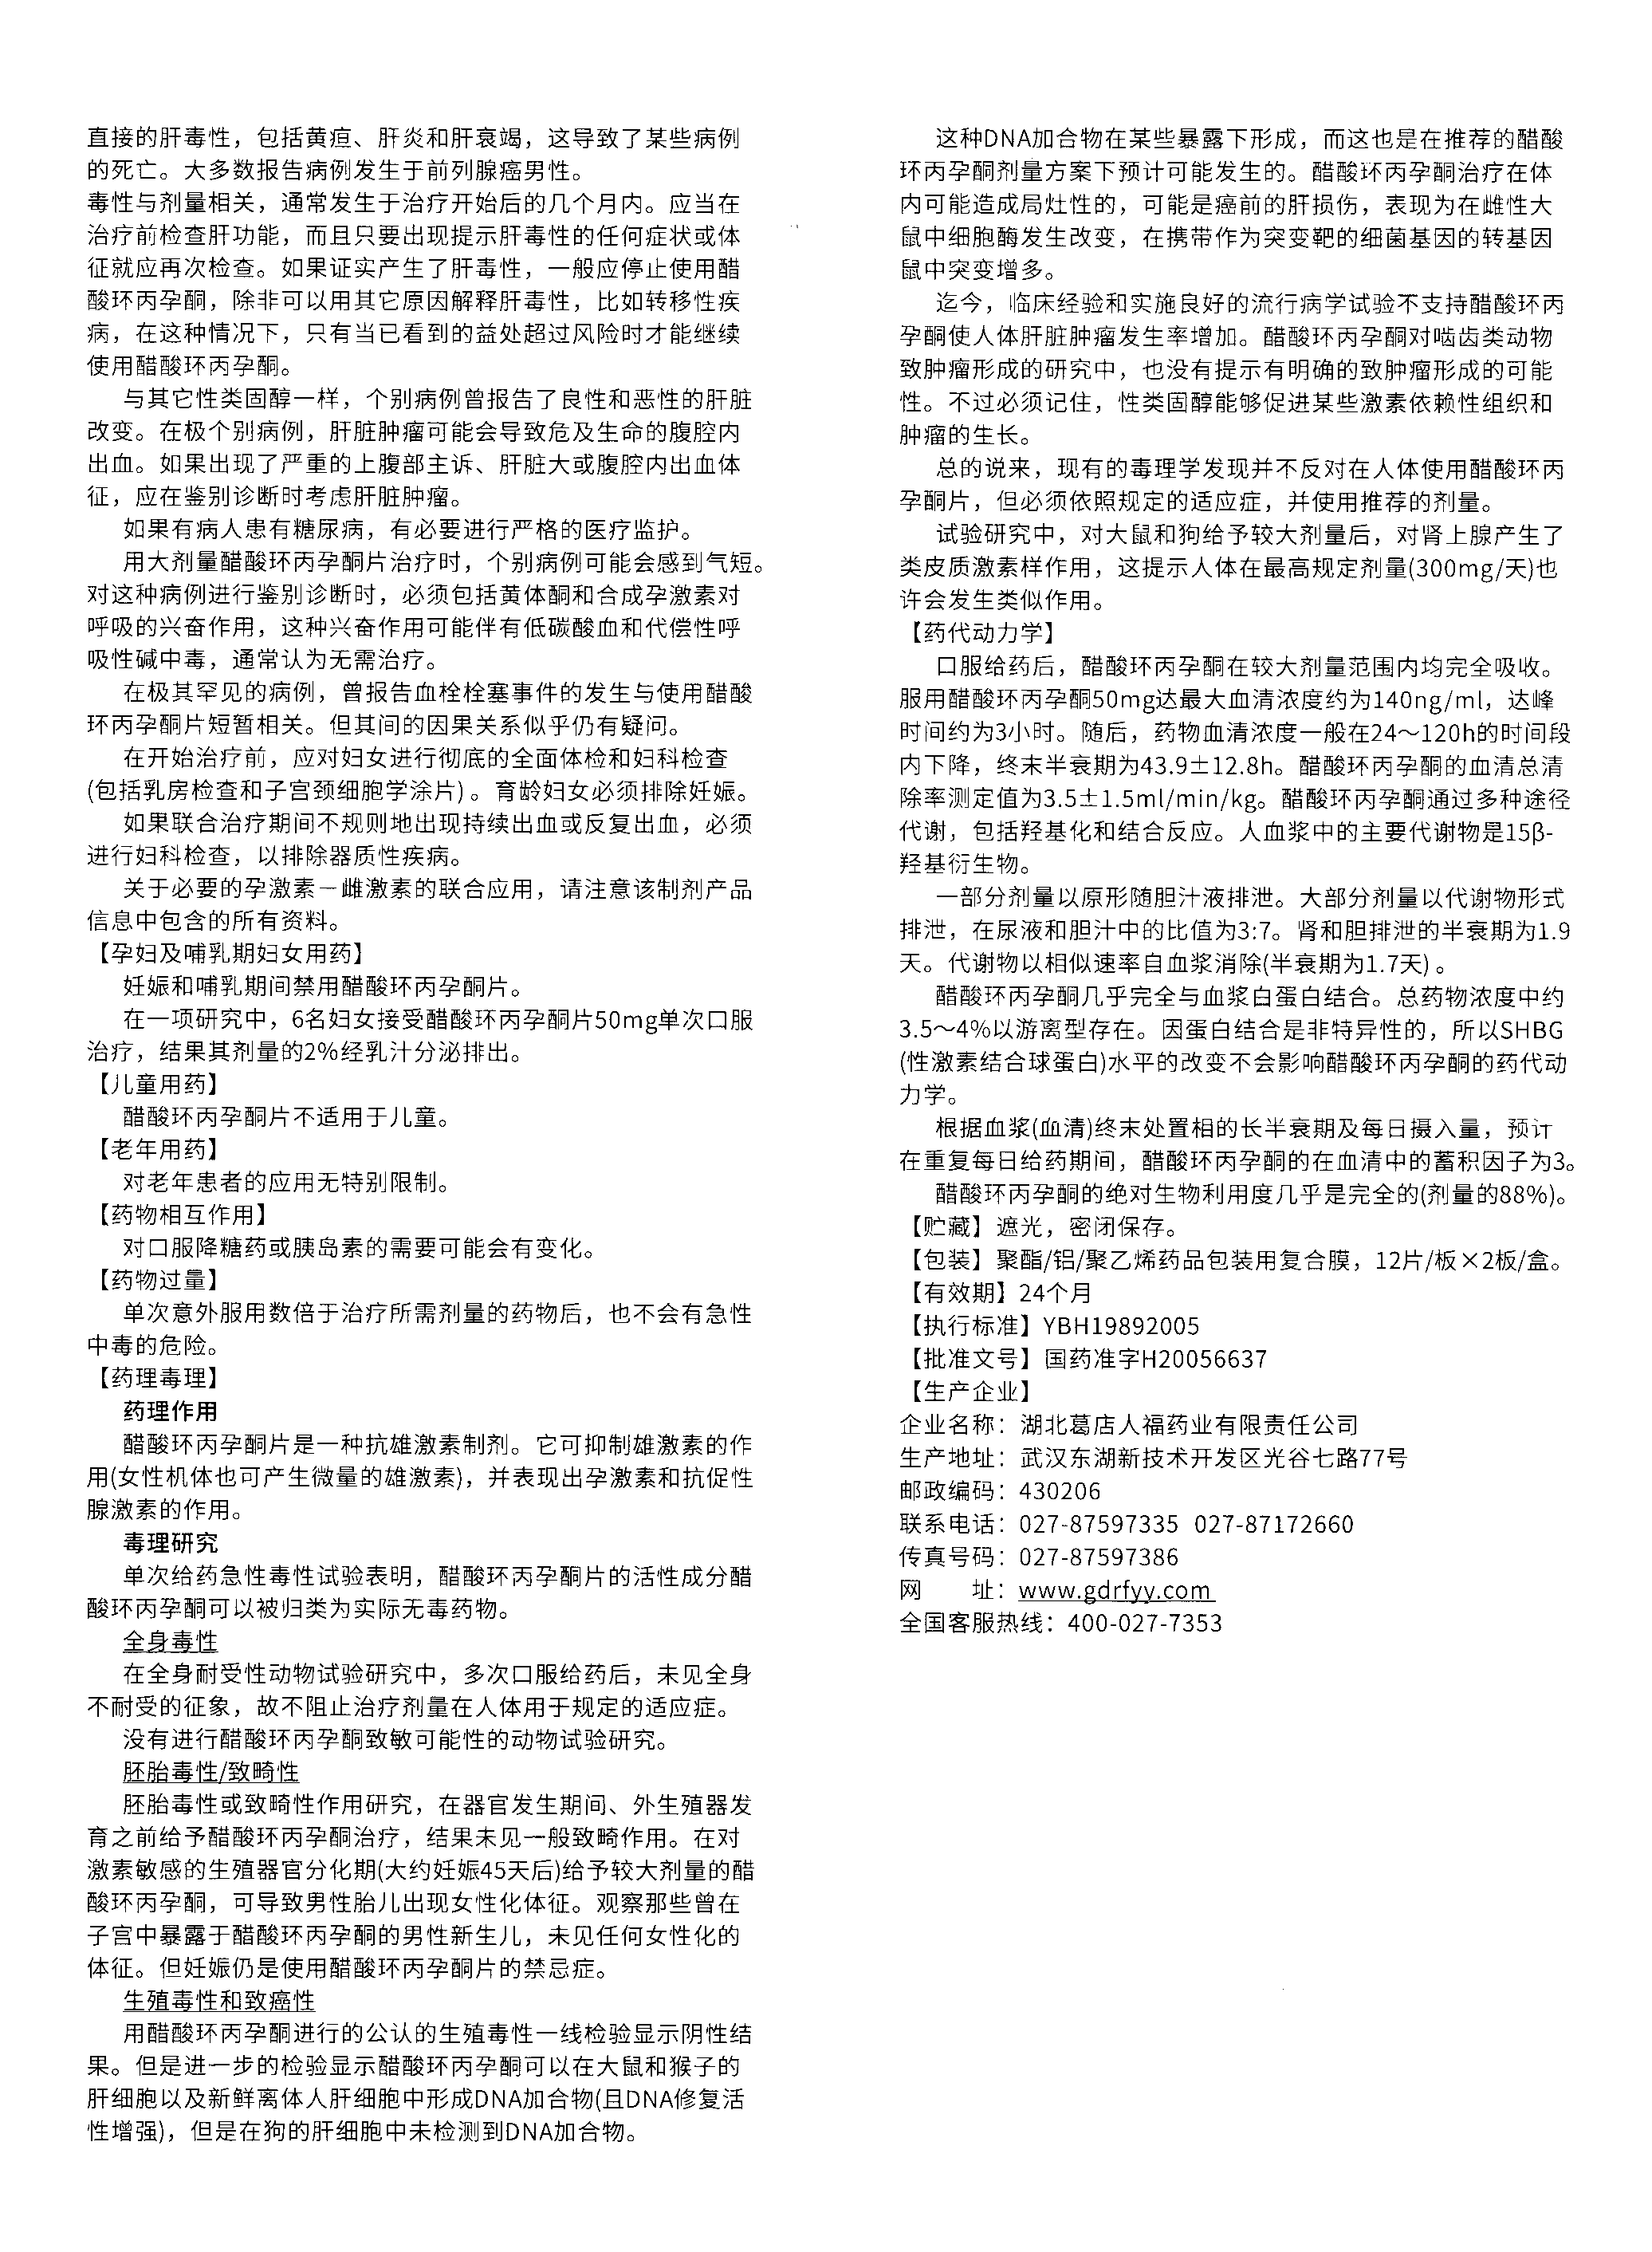 直接的肝毒性，包括黄疸、肝炎和肝衰竭，这导致了某些病例
的死亡。大多数报告病例发生于前列腺癌男性。
毒性与剂量相关，通常发生于治疗开始后的几个月内。应当在
治疗前检查肝功能，而且只要出现提示肝毒性的任何症状或体
征就应再次检查。如果证实产生了肝毒性，一般应停止使用醋
酸环丙孕酮，除非可以用其它原因解释肝毒性，比如转移性疾
病，在这种情况下，只有当已看到的益处超过风险时才能继续
使用醋酸环丙孕酮。
与其它性类固醇一样，个别病例曾报告了良性和恶性的肝脏
改变。在极个别病例，肝脏肿瘤可能会导致危及生命的腹腔内
出血。如果出现了严重的上腹部主诉、肝脏大或腹腔内出血体
征，应在鉴别诊断时考虑肝脏肿瘤。
如果有病人患有糖尿病，有必要进行严格的医疗监护。
用大剂量醋酸环丙孕酮片治疗时，个别病例可能会感到气短。
对这种病例进行鉴别诊断时，必须包括黄体酮和合成孕激素对
呼吸的兴奋作用，这种兴奋作用可能伴有低碳酸血和代偿性呼
吸性碱中毒，通常认为无需治疗。
在极其罕见的病例，曾报告血栓栓塞事件的发生与使用醋酸
环丙孕酮片短暂相关。但其间的因果关系似乎仍有疑问。
在开始治疗前，应对妇女进行彻底的全面体检和妇科检查
(包括乳房检查和子宫颈细胞学涂片)。育龄妇女必须排除妊娠。
如果联合治疗期间不规则地出现持续出血或反复出血，必须
进行妇科检查，以排除器质性疾病。
关于必要的孕激素－雌激素的联合应用，请注意该制剂产品
信息中包含的所有资料。
【孕妇及哺乳期妇女用药】
妊娠和哺乳期间禁用醋酸环丙孕酮片。
在一项研究中，6名妇女接受醋酸环丙孕酮片50mg单次口服
治疗，结果其剂量的2%经乳汁分泌排出。
【儿童用药】
醋酸环丙孕酮片不适用于儿童。
【老年用药】
对老年患者的应用无特别限制。
【药物相互作用】
对口服降糖药或胰岛素的需要可能会有变化。
【药物过量】
单次意外服用数倍于治疗所需剂量的药物后，也不会有急性
中毒的危险。
【药理毒理】
药理作用
醋酸环丙孕酮片是一种抗雄激素制剂。它可抑制雄激素的作
用(女性机体也可产生微量的雄激素)，并表现出孕激素和抗促性
腺激素的作用。
毒理研究
单次给药急性毒性试验表明，醋酸环丙孕酮片的活性成分醋
酸环丙孕酮可以被归类为实际无毒药物。
全身毒性
在全身耐受性动物试验研究中，多次口服给药后，未见全身
不耐受的征象，故不阻止治疗剂量在人体用于规定的适应症。
没有进行醋酸环丙孕酮致敏可能性的动物试验研究。
胚胎毒性/致畸性
胚胎毒性或致畸性作用研究，在器官发生期间、外生殖器发
育之前给予醋酸环丙孕酮治疗，结果未见一般致畸作用。在对
激素敏感的生殖器官分化期(大约妊娠45天后)给予较大剂量的醋
酸环丙孕酮，可导致男性胎儿出现女性化体征。观察那些曾在
子宫中暴露于醋酸环丙孕酮的男性新生儿，未见任何女性化的
体征。但妊娠仍是使用醋酸环丙孕酮片的禁忌症。
生殖毒性和致癌性
用醋酸环丙孕酮进行的公认的生殖毒性一线检验显示阴性结
果。但是进一步的检验显示醋酸环丙孕酮可以在大鼠和猴子的
肝细胞以及新鲜离体人肝细胞中形成DNA加合物(且DNA修复活
性增强)，但是在狗的肝细胞中未检测到DNA加合物。
这种DNA加合物在某些暴露下形成，而这也是在推荐的醋酸
环丙孕酮剂量方案下预计可能发生的。醋酸环丙孕酮治疗在体
内可能造成局灶性的，可能是癌前的肝损伤，表现为在雌性大
鼠中细胞酶发生改变，在携带作为突变靶的细菌基因的转基因
鼠中突变增多。
迄今，临床经验和实施良好的流行病学试验不支持醋酸环丙
孕酮使人体肝脏肿瘤发生率增加。醋酸环丙孕酮对啮齿类动物
致肿瘤形成的研究中，也没有提示有明确的致肿瘤形成的可能
性。不过必须记住，性类固醇能够促进某些激素依赖性组织和
肿瘤的生长。
总的说来，现有的毒理学发现并不反对在人体使用醋酸环丙
孕酮片，但必须依照规定的适应症，并使用推荐的剂量。
试验研究中，对大鼠和狗给予较大剂量后，对肾上腺产生了
类皮质激素样作用，这提示人体在最高规定剂量(300mg/天)也
许会发生类似作用。
【药代动力学】
口服给药后，醋酸环丙孕酮在较大剂量范围内均完全吸收。
服用醋酸环丙孕酮50mg达最大血清浓度约为140ng/ml，达峰
时间约为3小时。随后，药物血清浓度一般在24～120h的时间段
内下降，终末半衰期为43.9±12.8h。醋酸环丙孕酮的血清总清
除率测定值为3.5±1.5ml/min/kg。醋酸环丙孕酮通过多种途径
代谢，包括羟基化和结合反应。人血浆中的主要代谢物是15β-
羟基衍生物。
一部分剂量以原形随胆汁液排泄。大部分剂量以代谢物形式
排泄，在尿液和胆汁中的比值为3:7。肾和胆排泄的半衰期为1.9
天。代谢物以相似速率自血浆消除(半衰期为1.7天)。
醋酸环丙孕酮几乎完全与血浆白蛋白结合。总药物浓度中约
3.5～4%以游离型存在。因蛋白结合是非特异性的，所以SHBG
(性激素结合球蛋白)水平的改变不会影响醋酸环丙孕酮的药代动
力学。
根据血浆(血清)终末处置相的长半衰期及每日摄入量，预计
在重复每日给药期间，醋酸环丙孕酮的在血清中的蓄积因子为3。
醋酸环丙孕酮的绝对生物利用度几乎是完全的(剂量的88%)。
【贮藏】遮光，密闭保存。
【包装】聚酯/铝/聚乙烯药品包装用复合膜，12片/板×2板/盒。
【有效期】24个月
【执行标准】YBH19892005
【批准文号】国药准字H20056637
【生产企业】
企业名称：湖北葛店人福药业有限责任公司
生产地址：武汉东湖新技术开发区光谷七路77号
邮政编码：430206
联系电话：027-87597335 027-87172660
传真号码：027-87597386
网　　址：www.gdrfyy.com
全国客服热线：400-027-7353